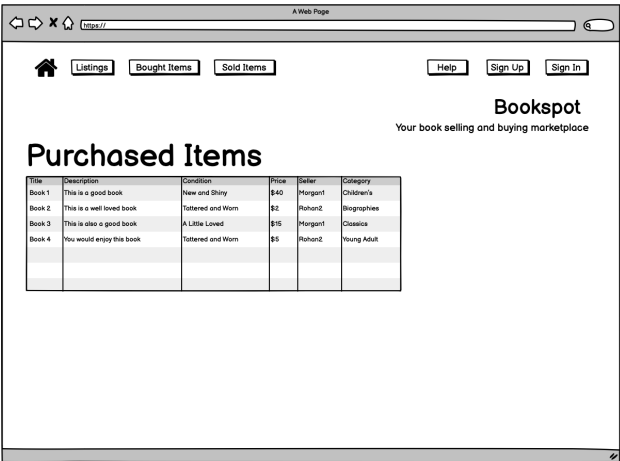 A Web Page
https://
Listings Bought Items Sold Items Help Sign Up Sign In
Bookspot
Your book selling and buying marketplace
Purchased Items
Title Description Condition Price Seller Category
Book 1 This is a good book New and Shiny $40 Morgan1 Children's
Book 2 This is a well loved book Tattered and Worn $2 Rohan2 Biographies
Book 3 This is also a good book A Little Loved $15 Morgan1 Classics
Book 4 You would enjoy this book Tattered and Worn $5 Rohan2 Young Adult